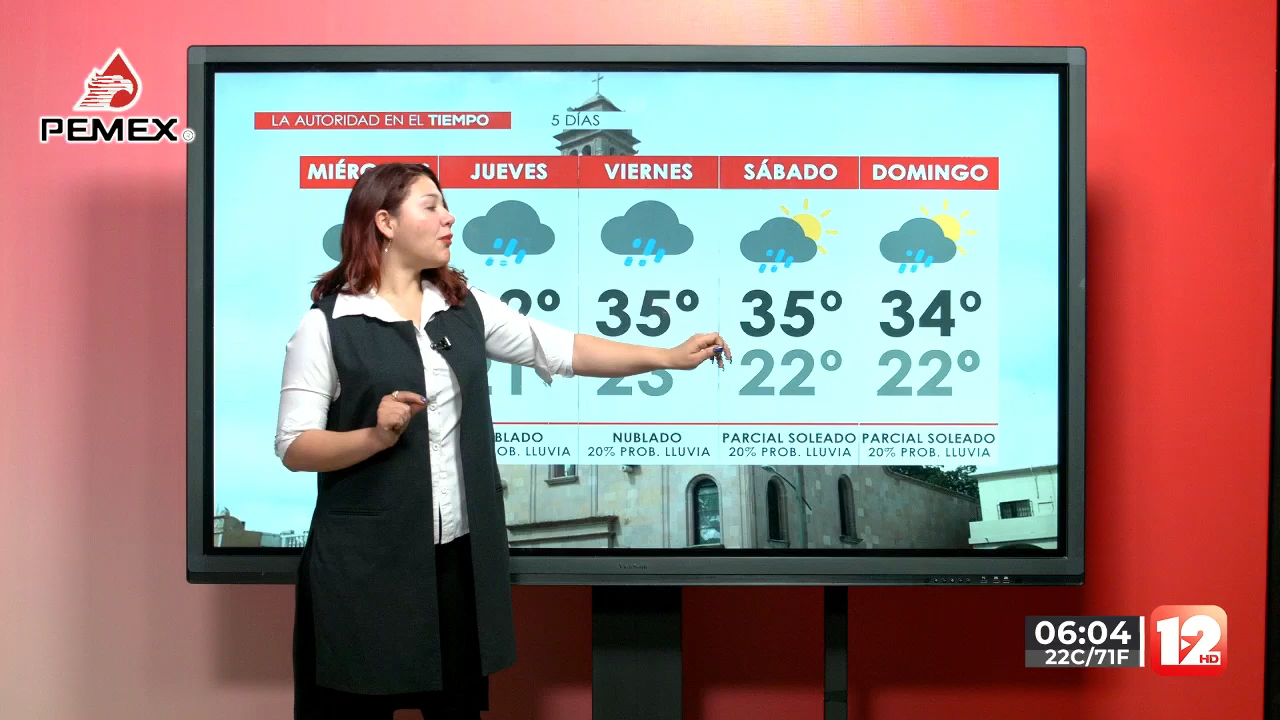 PEMEX
LA AUTORIDAD EN EL TIEMPO
5 DÍAS
JUEVES
VIERNES
SÁBADO
DOMINGO
35°
35°
34°
22°
22°
NUBLADO
PARCIAL SOLEADO
PARCIAL SOLEADO
20% PROB. LLUVIA
20% PROB. LLUVIA
20% PROB. LLUVIA
06:04
22C/71F
12
HD